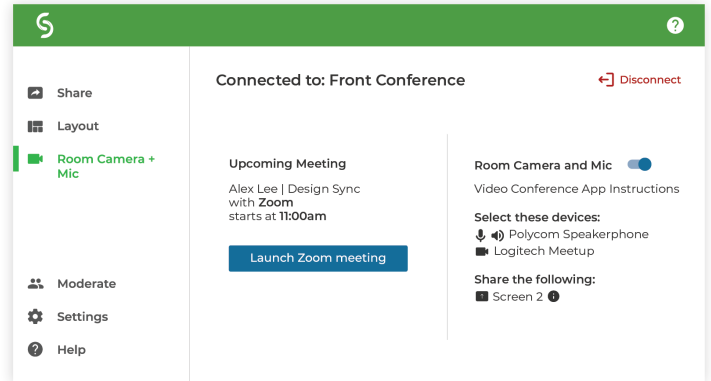 Connected to: Front Conference
Disconnect
Share
Layout
Room Camera +
Mic
Moderate
Settings
Help
Upcoming Meeting
Alex Lee | Design Sync
with Zoom
starts at 11:00am
Launch Zoom meeting
Room Camera and Mic
Video Conference App Instructions
Select these devices:
Polycom Speakerphone
Logitech Meetup
Share the following:
Screen 2